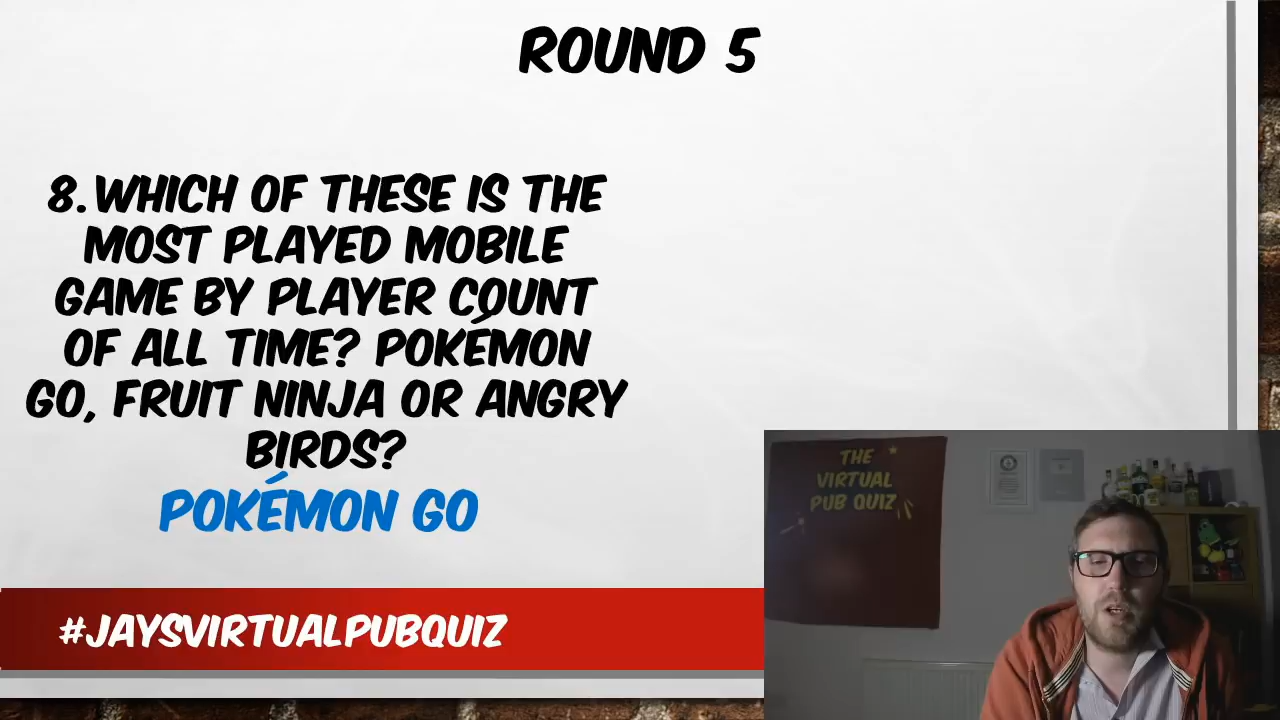 ROUND 5
8.WHICH OF THESE IS THE
MOST PLAYED MOBILE
GAME BY PLAYER COUNT
OF ALL TIME? POKÉMON
GO, FRUIT NINJA OR ANGRY
BIRDS?
POKÉMON GO
#JAYSVIRTUALPUBQUIZ
THE
VIRTUAL
PUB QUIZ